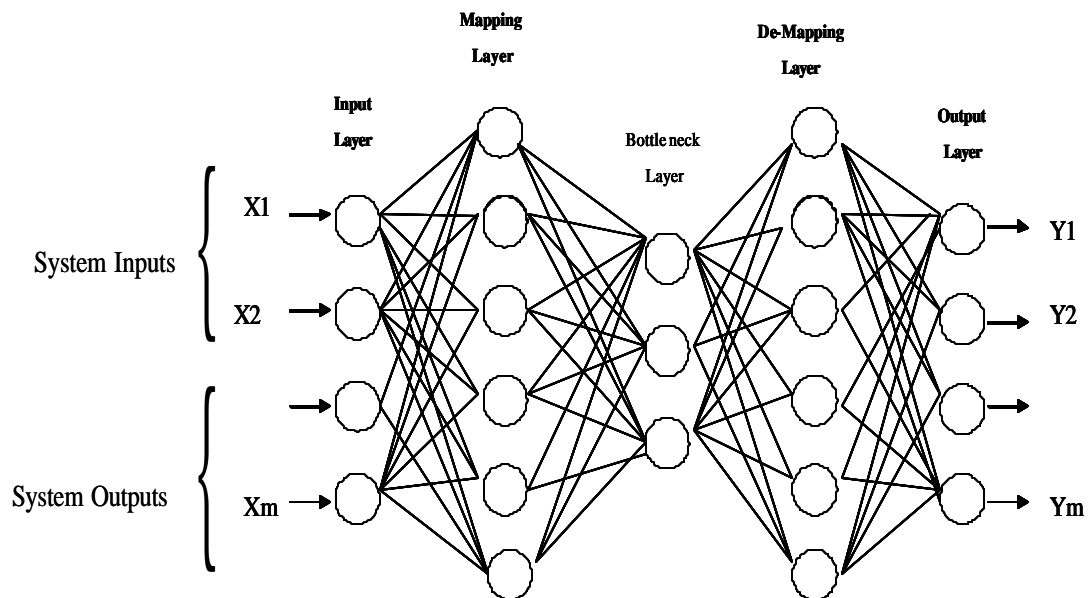 Mapping
Layer
De-Mapping
Layer
Input
Layer
Output
Layer
Bottle neck
Layer
X1
Y1
System Inputs
X2
Y2
System Outputs
Xm
Ym